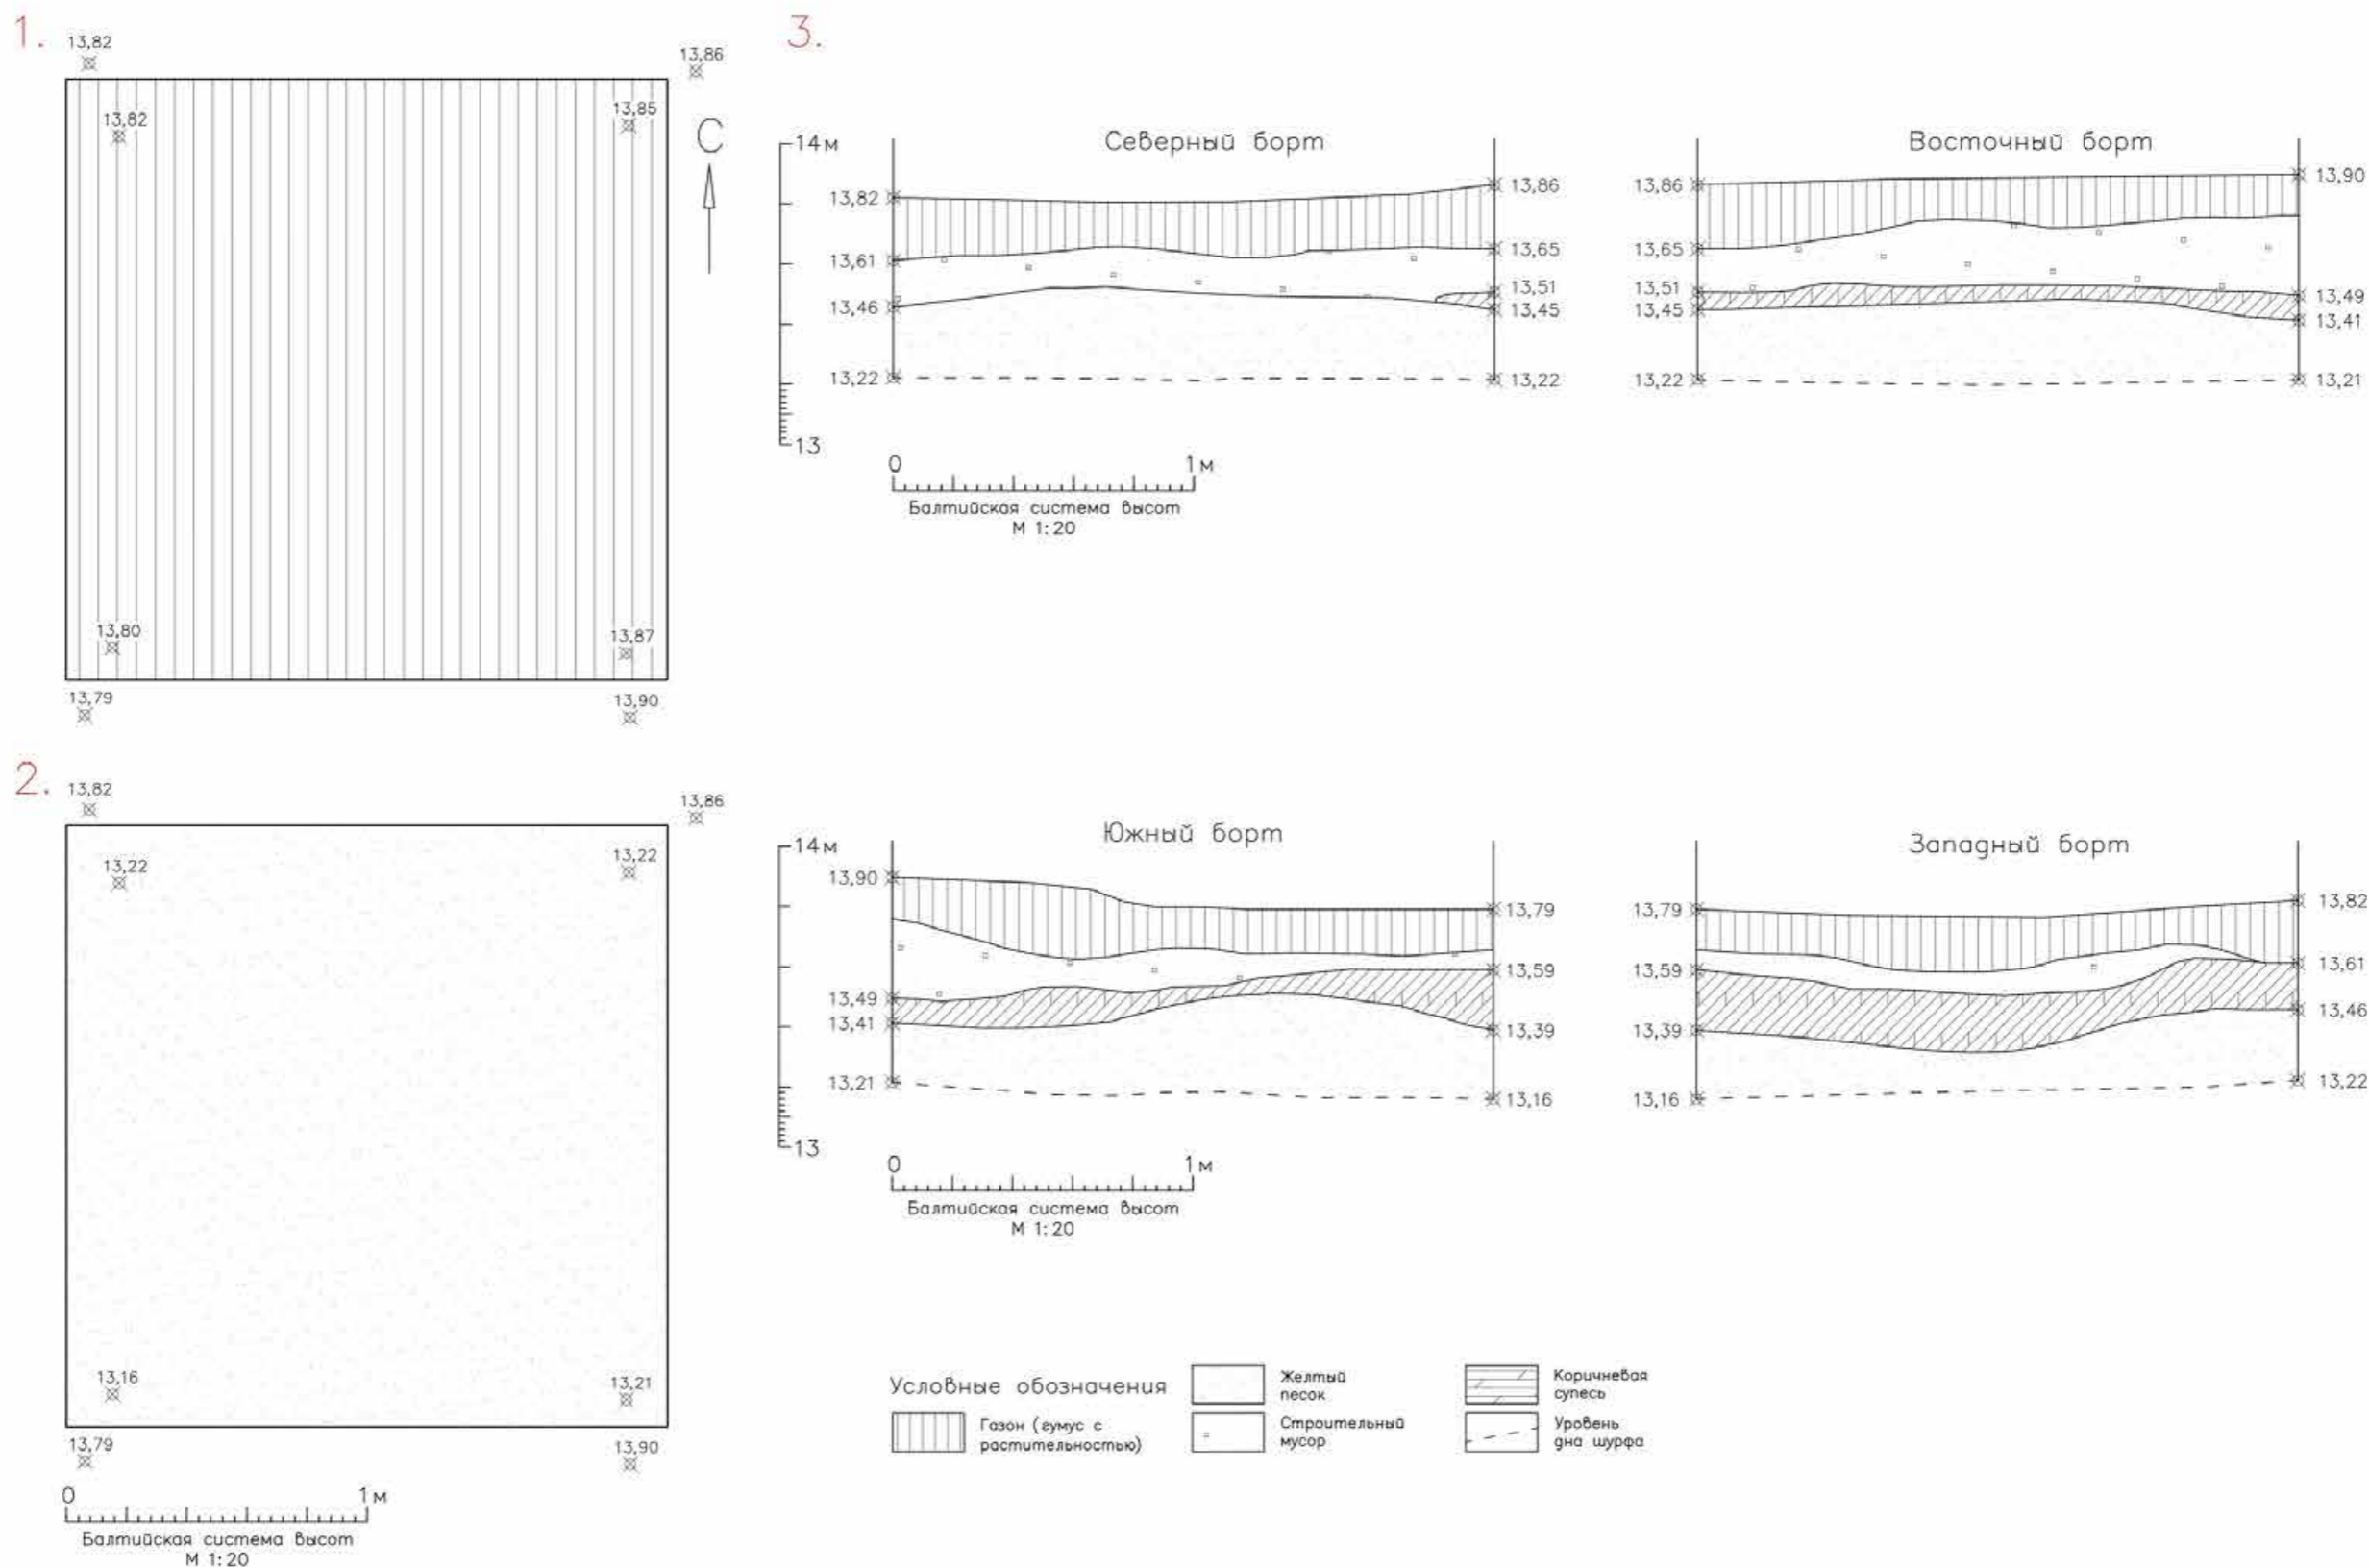 1.
13,82
13,86
13,82
13,85
С
13,80
13,87
13,79
13,90
2.
13,82
13,86
13,22
13,22
13,16
13,21
13,79
13,90
0 1м
Балтийская система высот
М 1:20
3.
14м
13
Северный борт
13,82
13,61
13,46
13,22
13,86
13,65
13,51
13,45
13,22
0 1м
Балтийская система высот
М 1:20
Восточный борт
13,86
13,65
13,51
13,45
13,22
13,90
13,49
13,41
13,21
14м
13
Южный борт
13,90
13,49
13,41
13,21
13,79
13,59
13,39
13,16
0 1м
Балтийская система высот
М 1:20
Западный борт
13,79
13,59
13,39
13,16
13,82
13,61
13,46
13,22
Условные обозначения
Газон (гумус с
растительностью)
Желтый
песок
Строительный
мусор
Коричневая
супесь
Уровень
дна шурфа